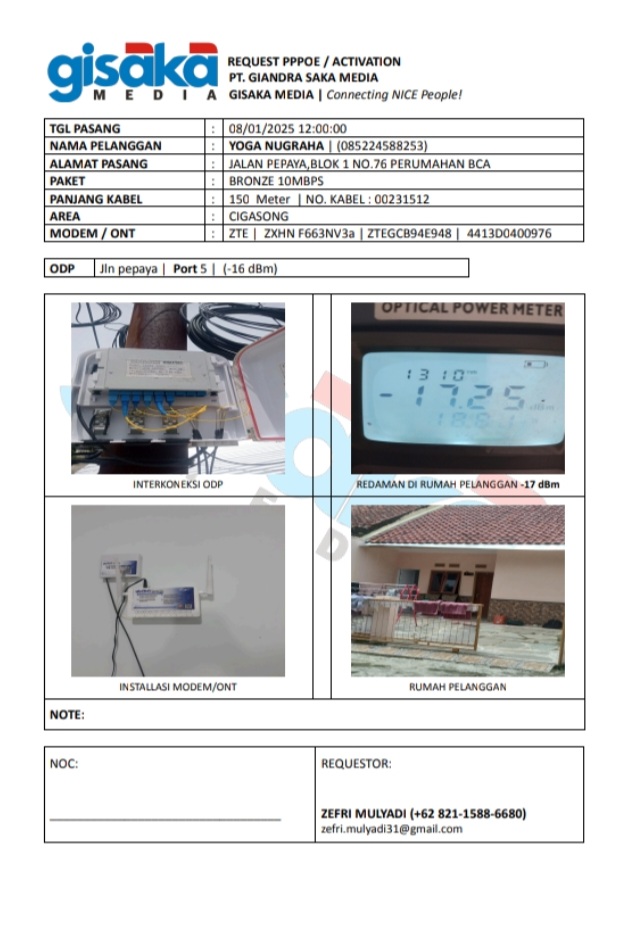 gisaka
MEDIA
REQUEST PPPOE / ACTIVATION
PT. GIANDRA SAKA MEDIA
GISAKA MEDIA | Connecting NICE People!
TGL PASANG : 08/01/2025 12:00:00
NAMA PELANGGAN : YOGA NUGRAHA | (085224588253)
ALAMAT PASANG : JALAN PEPAYA,BLOK 1 NO.76 PERUMAHAN BCA
PAKET : BRONZE 10MBPS
PANJANG KABEL : 150 Meter | NO. KABEL : 00231512
AREA : CIGASONG
MODEM / ONT : ZTE | ZXHN F663NV3a | ZTEGCB94E948 | 4413D0400976
ODP Jln pepaya | Port 5 | (-16 dBm)
OPTICAL POWER METER
1310
-17.25
dBm
INTERKONEKSI ODP
REDAMAN DI RUMAH PELANGGAN -17 dBm
INSTALLASI MODEM/ONT
RUMAH PELANGGAN
NOTE:
NOC:
REQUESTOR:
ZEFRI MULYADI (+62 821-1588-6680)
zefri.mulyadi31@gmail.com